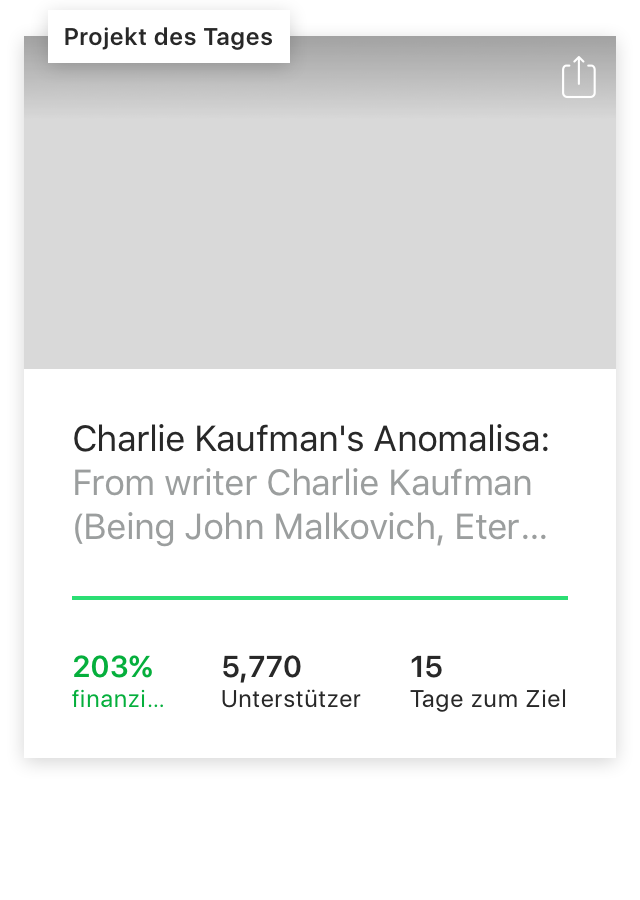 Projekt des Tages
Charlie Kaufman's Anomalisa:
From writer Charlie Kaufman
(Being John Malkovich, Eter…
203%
finanzi…
5,770
Unterstützer
15
Tage zum Ziel